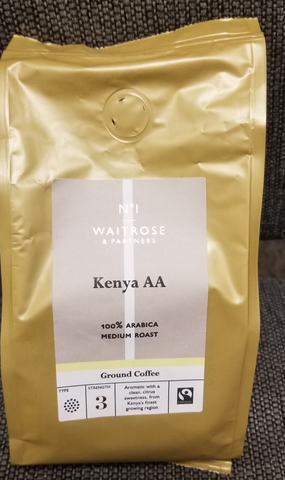 Nº1
WAITROSE
& PARTNERS
Kenya AA
100% ARABICA
MEDIUM ROAST
Ground Coffee
TYPE
STRENGTH
3
Aromatic with a
clean, citrus
sweetness, from
Kenya's finest
growing region